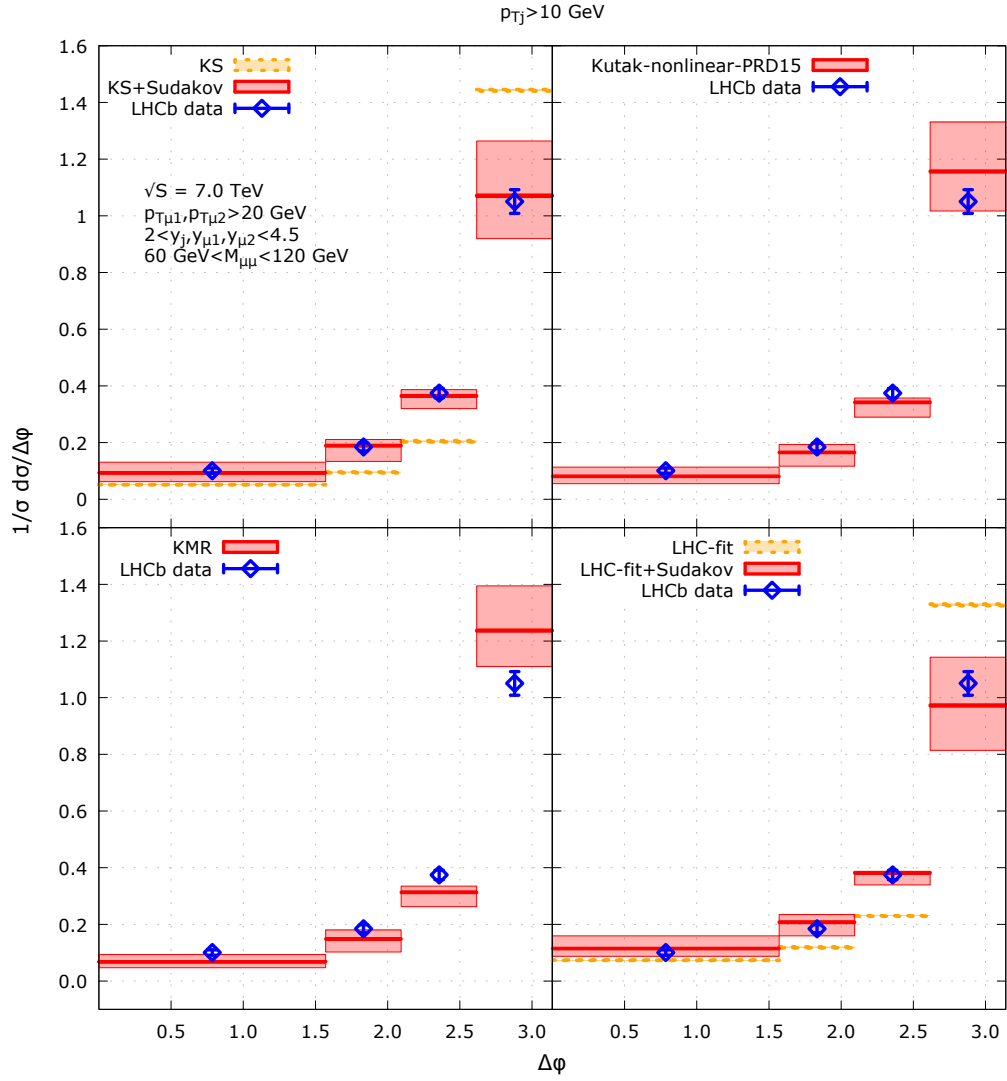 p_Tj>10 GeV
1/σ dσ/Δφ
1.6
1.4
1.2
1
0.8
0.6
0.4
0.2
0
KS
KS+Sudakov
LHCb data
√S = 7.0 TeV
p_Tμ1,p_Tμ2>20 GeV
2<y_j,y_μ1,y_μ2<4.5
60 GeV<M_μμ<120 GeV
Kutak-nonlinear-PRD15
LHCb data
1.6
1.4
1.2
1.0
0.8
0.6
0.4
0.2
0.0
KMR
LHCb data
LHC-fit
LHC-fit+Sudakov
LHCb data
0.5 1.0 1.5 2.0 2.5 3.0 0.5 1.0 1.5 2.0 2.5 3.0
Δφ